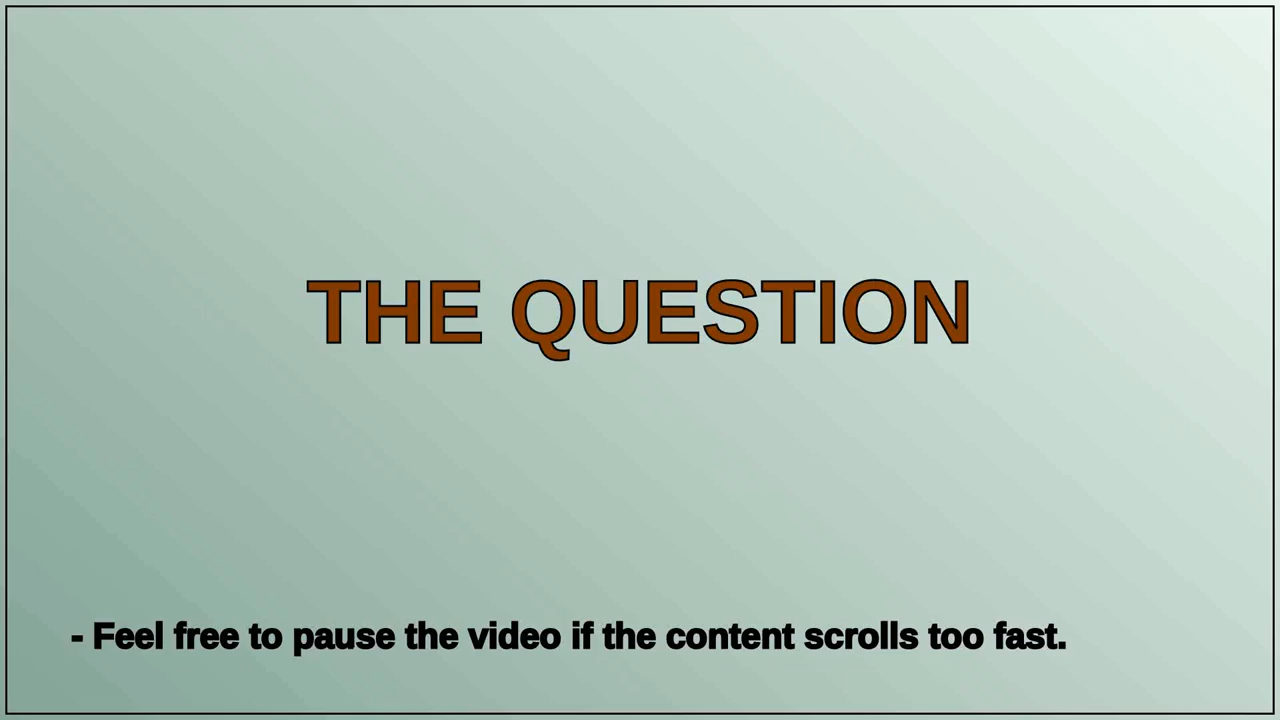 THE QUESTION
- Feel free to pause the video if the content scrolls too fast.